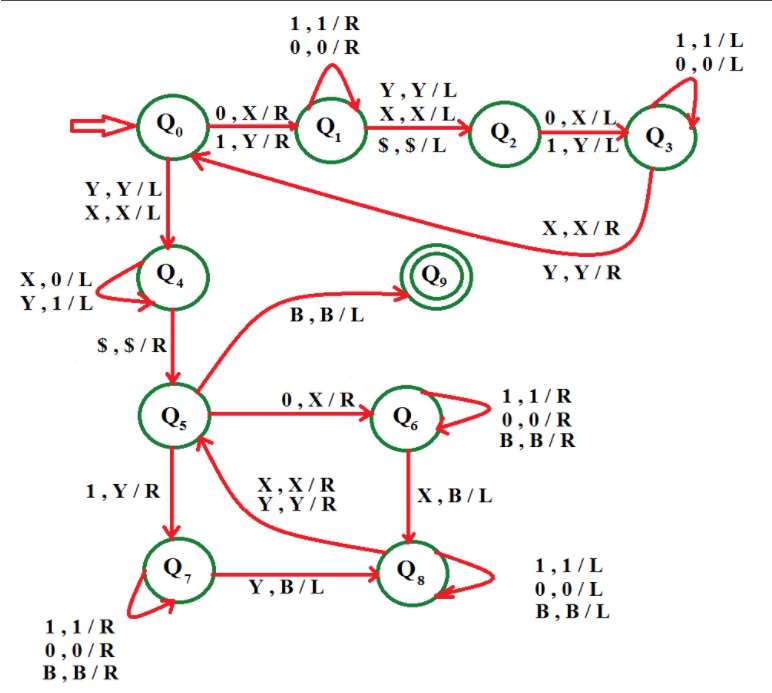 1 , 1 / R
0 , 0 / R
1 , 1 / L
0 , 0 / L
Y , Y / L
X , X / L
$ , $ / L
Q0
0 , X / R
1 , Y / R
Q1
Q2
0 , X / L
1 , Y / L
Q3
Y , Y / L
X , X / L
X , X / R
Y , Y / R
Q4
X , 0 / L
Y , 1 / L
Q9
B , B / L
$ , $ / R
Q5
0 , X / R
Q6
1 , 1 / R
0 , 0 / R
B , B / R
1 , Y / R
X , X / R
Y , Y / R
X , B / L
Q7
Y , B / L
Q8
1 , 1 / L
0 , 0 / L
B , B / L
1 , 1 / R
0 , 0 / R
B , B / R